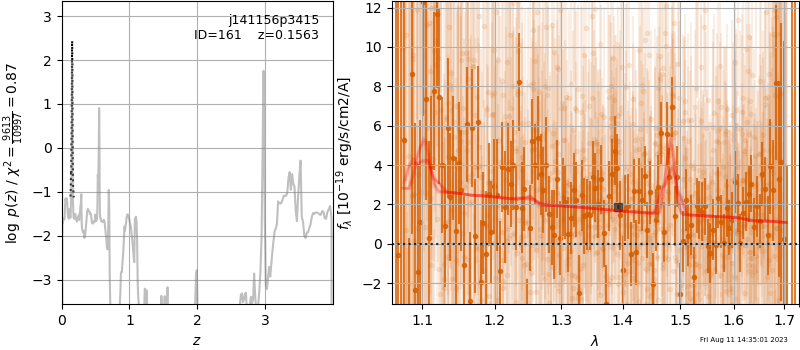 j141156p3415
ID=161 z=0.1563
log p(z) / χ² = 9613/10997 = 0.87
3
2
1
0
−1
−2
−3
0 1 2 3
z
f_λ [10⁻¹⁹ erg/s/cm2/A]
12
10
8
6
4
2
0
−2
1.1 1.2 1.3 1.4 1.5 1.6 1.7
λ
Fri Aug 11 14:35:01 2023